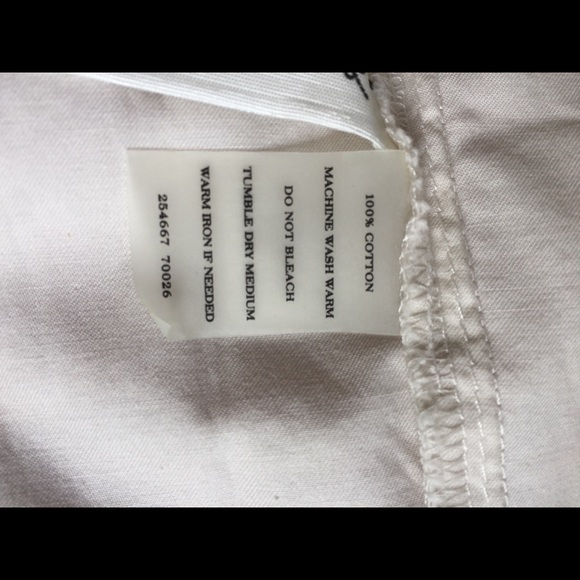 100% COTTON
MACHINE WASH WARM
DO NOT BLEACH
TUMBLE DRY MEDIUM
WARM IRON IF NEEDED
254667 70026